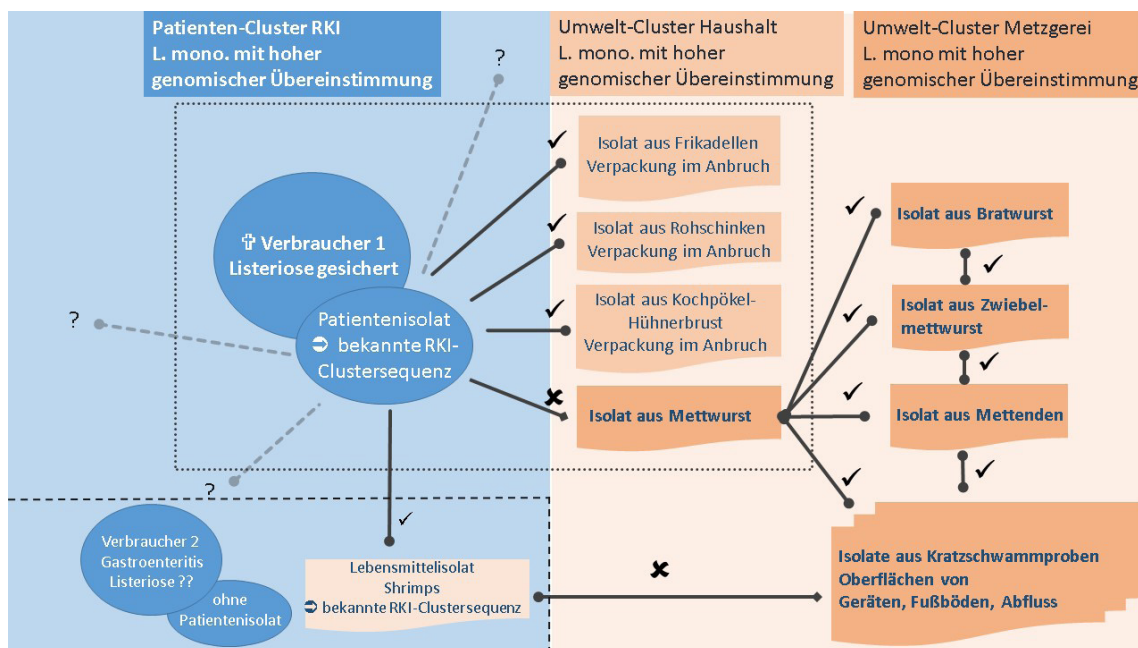 Patienten-Cluster RKI
L. mono. mit hoher
genomischer Übereinstimmung
Umwelt-Cluster Haushalt
L. mono. mit hoher
genomischer Übereinstimmung
Umwelt-Cluster Metzgerei
L. mono mit hoher
genomischer Übereinstimmung
?
✓
Isolat aus Frikadellen
Verpackung im Anbruch
✞ Verbraucher 1
Listeriose gesichert
✓
Isolat aus Rohschinken
Verpackung im Anbruch
✓
Isolat aus Bratwurst
✓
?
Patientenisolat
➲ bekannte RKI-
Clustersequenz
✓
Isolat aus Kochpökel-
Hühnerbrust
Verpackung im Anbruch
✓
Isolat aus Zwiebel-
mettwurst
✓
✘
Isolat aus Mettwurst
✓
Isolat aus Mettenden
✓
✓
?
Verbraucher 2
Gastroenteritis
Listeriose ??
ohne
Patientenisolat
✓
Lebensmittelisolat
Shrimps
➲ bekannte RKI-Clustersequenz
✘
Isolate aus Kratzschwammproben
Oberflächen von
Geräten, Fußböden, Abfluss